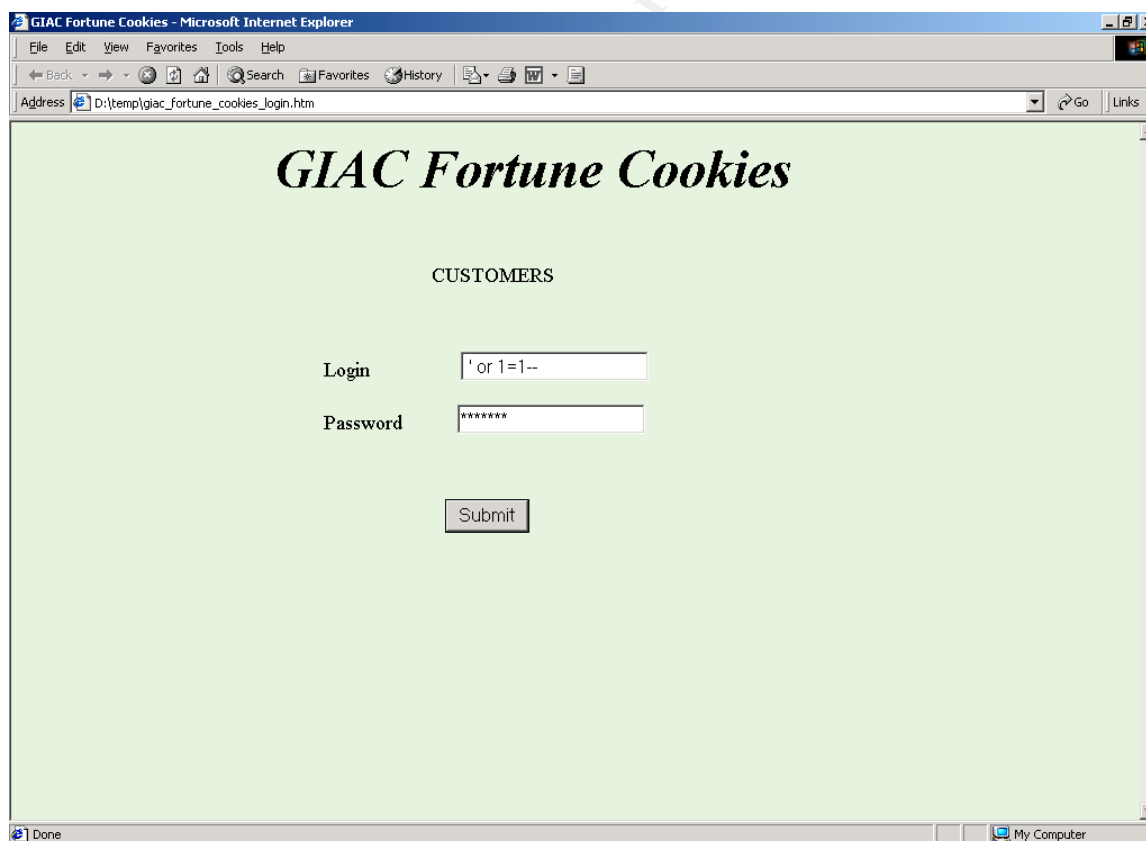 GIAC Fortune Cookies - Microsoft Internet Explorer
File Edit View Favorites Tools Help
Back Search Favorites History
Address D:\temp\giac_fortune_cookies_login.htm Go Links
GIAC Fortune Cookies
CUSTOMERS
Login ' or 1=1--
Password *******
Submit
Done My Computer